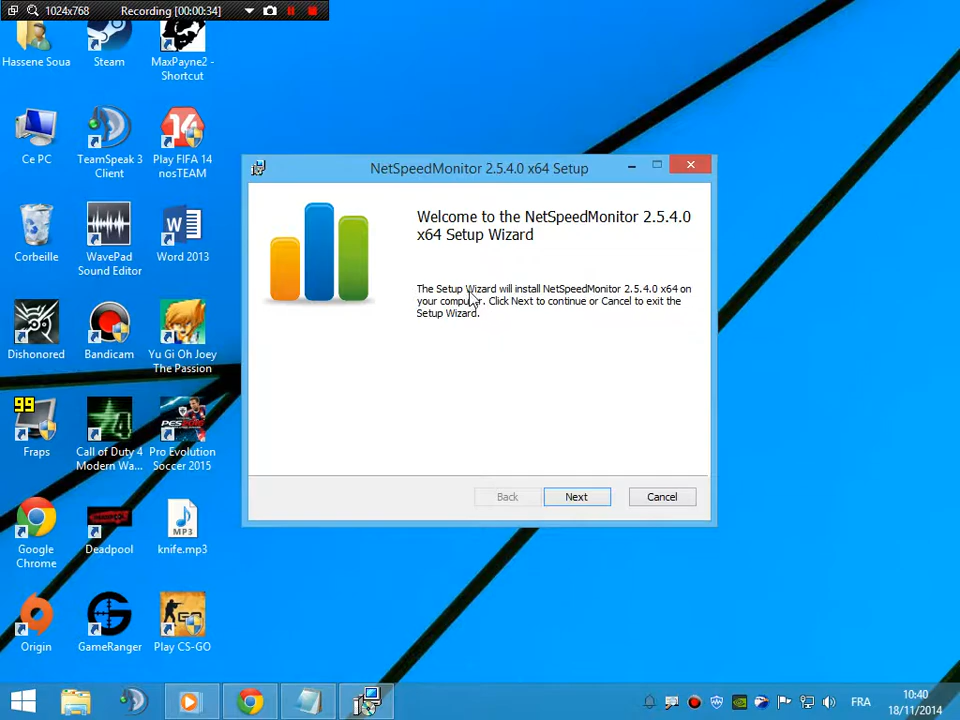 1024x768
Recording [00:00:34]
Hassene Soua
Steam
MaxPayne2 -
Shortcut
Ce PC
TeamSpeak 3
Client
14
Play FIFA 14
nosTEAM
Corbeille
WavePad
Sound Editor
Word 2013
Dishonored
Bandicam
Yu Gi Oh Joey
The Passion
99
Fraps
Call of Duty 4
Modern Wa...
Pro Evolution
Soccer 2015
Google
Chrome
Deadpool
MP3
knife.mp3
Origin
GameRanger
Play CS-GO
NetSpeedMonitor 2.5.4.0 x64 Setup
Welcome to the NetSpeedMonitor 2.5.4.0
x64 Setup Wizard
The Setup Wizard will install NetSpeedMonitor 2.5.4.0 x64 on
your computer. Click Next to continue or Cancel to exit the
Setup Wizard.
Back
Next
Cancel
FRA
10:40
18/11/2014